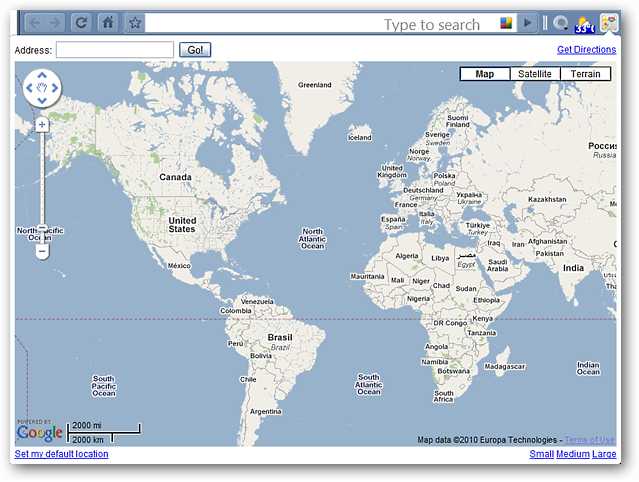 Type to search
33°
Address:
Go!
Get Directions
Map
Satellite
Terrain
Greenland
Iceland
Suomi
Finland
Sverige
Sweden
Norge
Norway
Росси
Russia
United
Kingdom
Polska
Poland
Deutschland
Germany
Україна
Ukraine
France
Kazakhstan
España
Spain
Italia
Italy
Türkiye
Turkey
Canada
United
States
North Pacific
Ocean
North
Atlantic
Ocean
México
Iraq
Iran
Afghanistan
Pakistan
Algeria
Libya
مصر
Egypt
Saudi
Arabia
India
Mauritania
Mali
Niger
Chad
Sudan
Nigeria
Ethiopia
Venezuela
Colombia
DR Congo
Kenya
Tanzania
Brasil
Brazil
Perú
Bolivia
Angola
Namibia
Botswana
Madagascar
Chile
South
Pacific
Ocean
South
Atlantic
Ocean
Indian
Ocean
South
Africa
Argentina
POWERED BY
Google
2000 mi
2000 km
Map data ©2010 Europa Technologies - Terms of Use
Set my default location
Small Medium Large